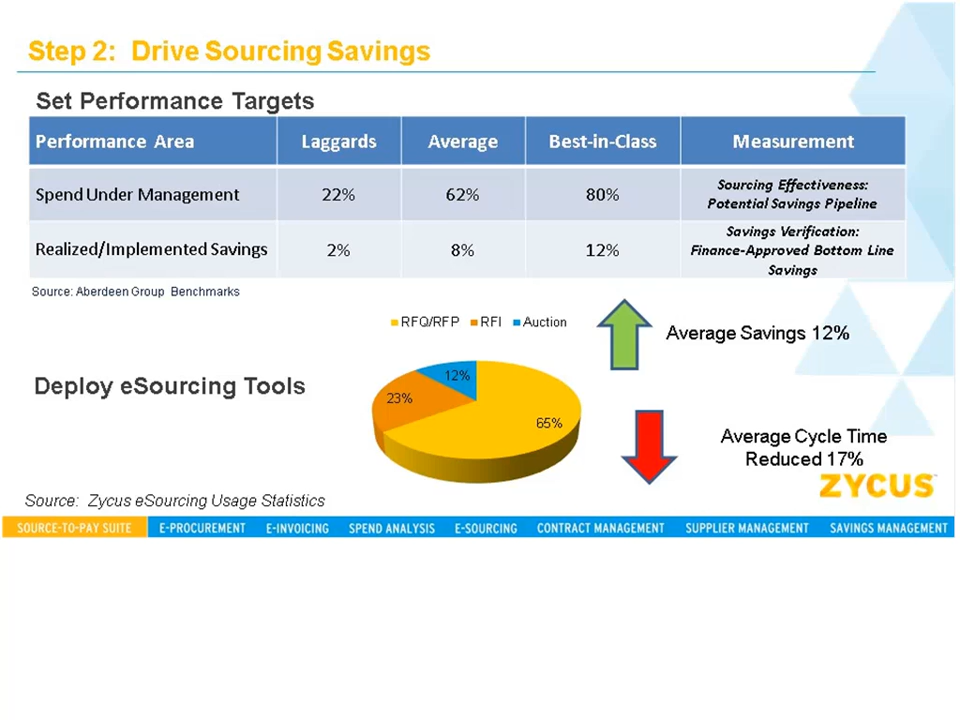 Step 2: Drive Sourcing Savings
Set Performance Targets
Performance Area Laggards Average Best-in-Class Measurement
Spend Under Management 22% 62% 80% Sourcing Effectiveness:
Potential Savings Pipeline
Realized/Implemented Savings 2% 8% 12% Savings Verification:
Finance-Approved Bottom Line
Savings
Source: Aberdeen Group Benchmarks
RFQ/RFP RFI Auction
Average Savings 12%
Deploy eSourcing Tools
12%
23%
65%
Average Cycle Time
Reduced 17%
ZYCUS
Source: Zycus eSourcing Usage Statistics
SOURCE-TO-PAY SUITE E-PROCUREMENT E-INVOICING SPEND ANALYSIS E-SOURCING CONTRACT MANAGEMENT SUPPLIER MANAGEMENT SAVINGS MANAGEMENT